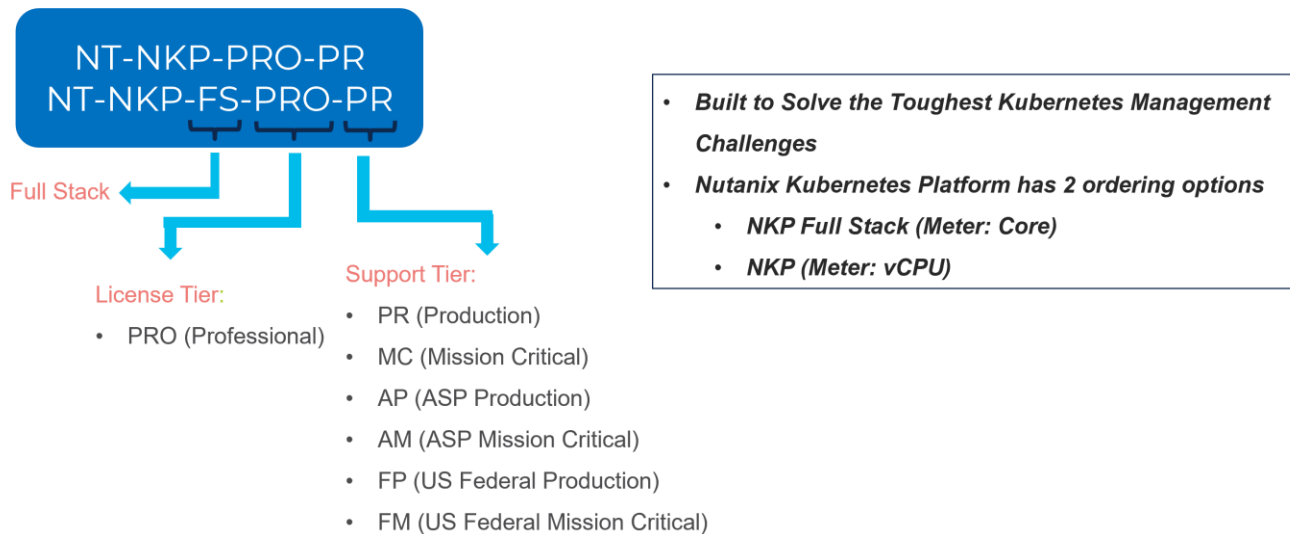 NT-NKP-PRO-PR
NT-NKP-FS-PRO-PR
Full Stack
License Tier:
• PRO (Professional)
Support Tier:
• PR (Production)
• MC (Mission Critical)
• AP (ASP Production)
• AM (ASP Mission Critical)
• FP (US Federal Production)
• FM (US Federal Mission Critical)
• Built to Solve the Toughest Kubernetes Management
Challenges
• Nutanix Kubernetes Platform has 2 ordering options
• NKP Full Stack (Meter: Core)
• NKP (Meter: vCPU)